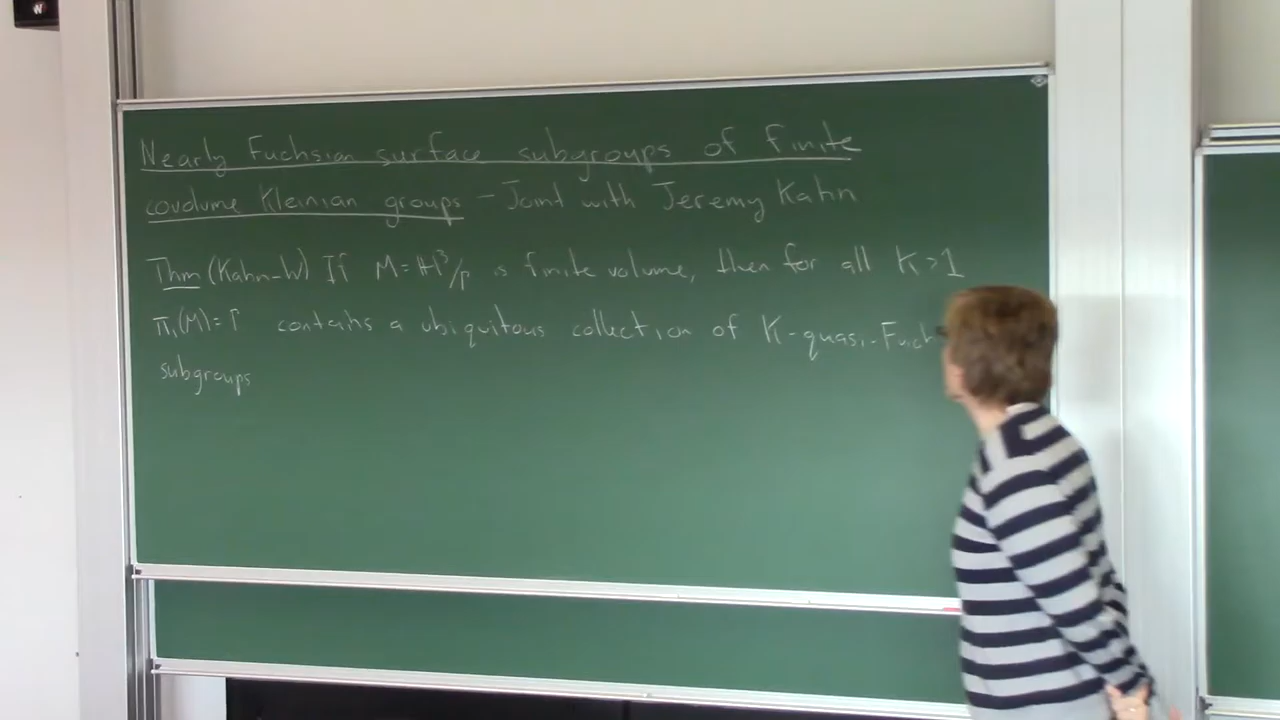 Nearly Fuchsian surface subgroups of finite
covolume Kleinian groups – Joint with Jeremy Kahn
Thm (Kahn–W) If M = ℍ³/Γ is finite volume, then for all K > 1
π₁(M) = Γ contains a ubiquitous collection of K-quasi-Fuch
subgroups